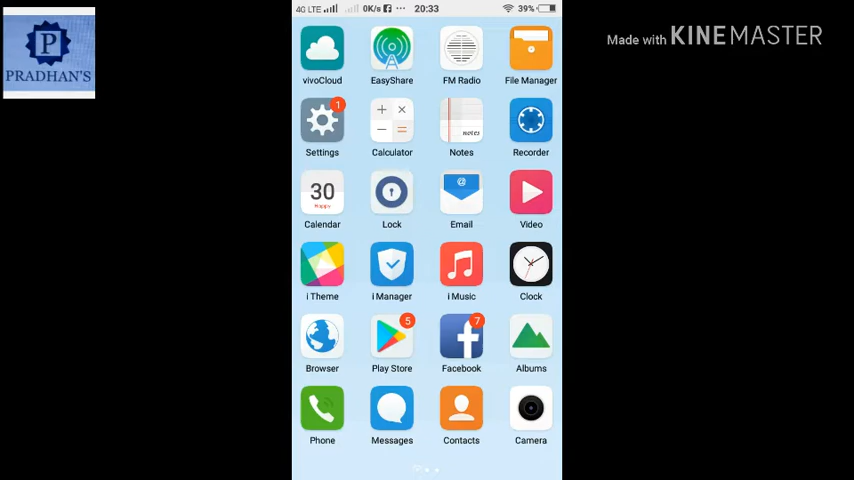 4G LTE 0K/s 20:33 39%
P
PRADHAN'S
Made with KINEMASTER
vivoCloud EasyShare FM Radio File Manager
1
notes
Settings Calculator Notes Recorder
30
Happy
@
Calendar Lock Email Video
i Theme i Manager i Music Clock
5 7
f
Browser Play Store Facebook Albums
Phone Messages Contacts Camera